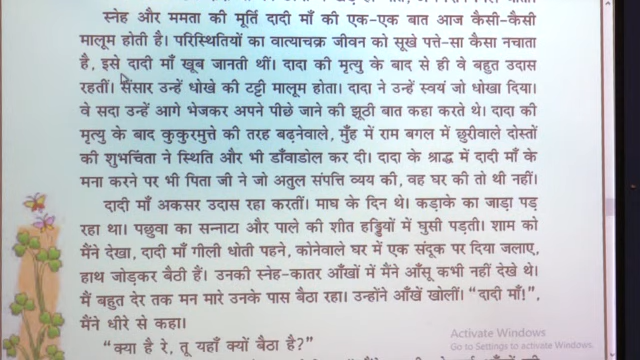 स्नेह और ममता की मूर्ति दादी माँ की एक-एक बात आज कैसी-कैसी
मालूम होती है। परिस्थितियों का वात्याचक्र जीवन को सूखे पत्ते-सा कैसा नचाता
है, इसे दादी माँ खूब जानती थीं। दादा की मृत्यु के बाद से ही वे बहुत उदास
रहतीं। संसार उन्हें धोखे की टट्टी मालूम होता। दादा ने उन्हें स्वयं जो धोखा दिया।
वे सदा उन्हें आगे भेजकर अपने पीछे जाने की झूठी बात कहा करते थे। दादा की
मृत्यु के बाद कुकुरमुत्ते की तरह बढ़नेवाले, मुँह में राम बगल में छुरीवाले दोस्तों
की शुभचिंता ने स्थिति और भी डाँवाडोल कर दी। दादा के श्राद्ध में दादी माँ के
मना करने पर भी पिता जी ने जो अतुल संपत्ति व्यय की, वह घर की तो थी नहीं।
दादी माँ अकसर उदास रहा करतीं। माघ के दिन थे। कड़ाके का जाड़ा पड़
रहा था। पछुवा का सन्नाटा और पाले की शीत हड्डियों में घुसी पड़ती। शाम को
मैंने देखा, दादी माँ गीली धोती पहने, कोनेवाले घर में एक संदूक पर दिया जलाए,
हाथ जोड़कर बैठी हैं। उनकी स्नेह-कातर आँखों में मैंने आँसू कभी नहीं देखे थे।
मैं बहुत देर तक मन मारे उनके पास बैठा रहा। उन्होंने आँखें खोलीं। “दादी माँ!”,
मैंने धीरे से कहा।
“क्या है रे, तू यहाँ क्यों बैठा है?”
Activate Windows
Go to Settings to activate Windows.